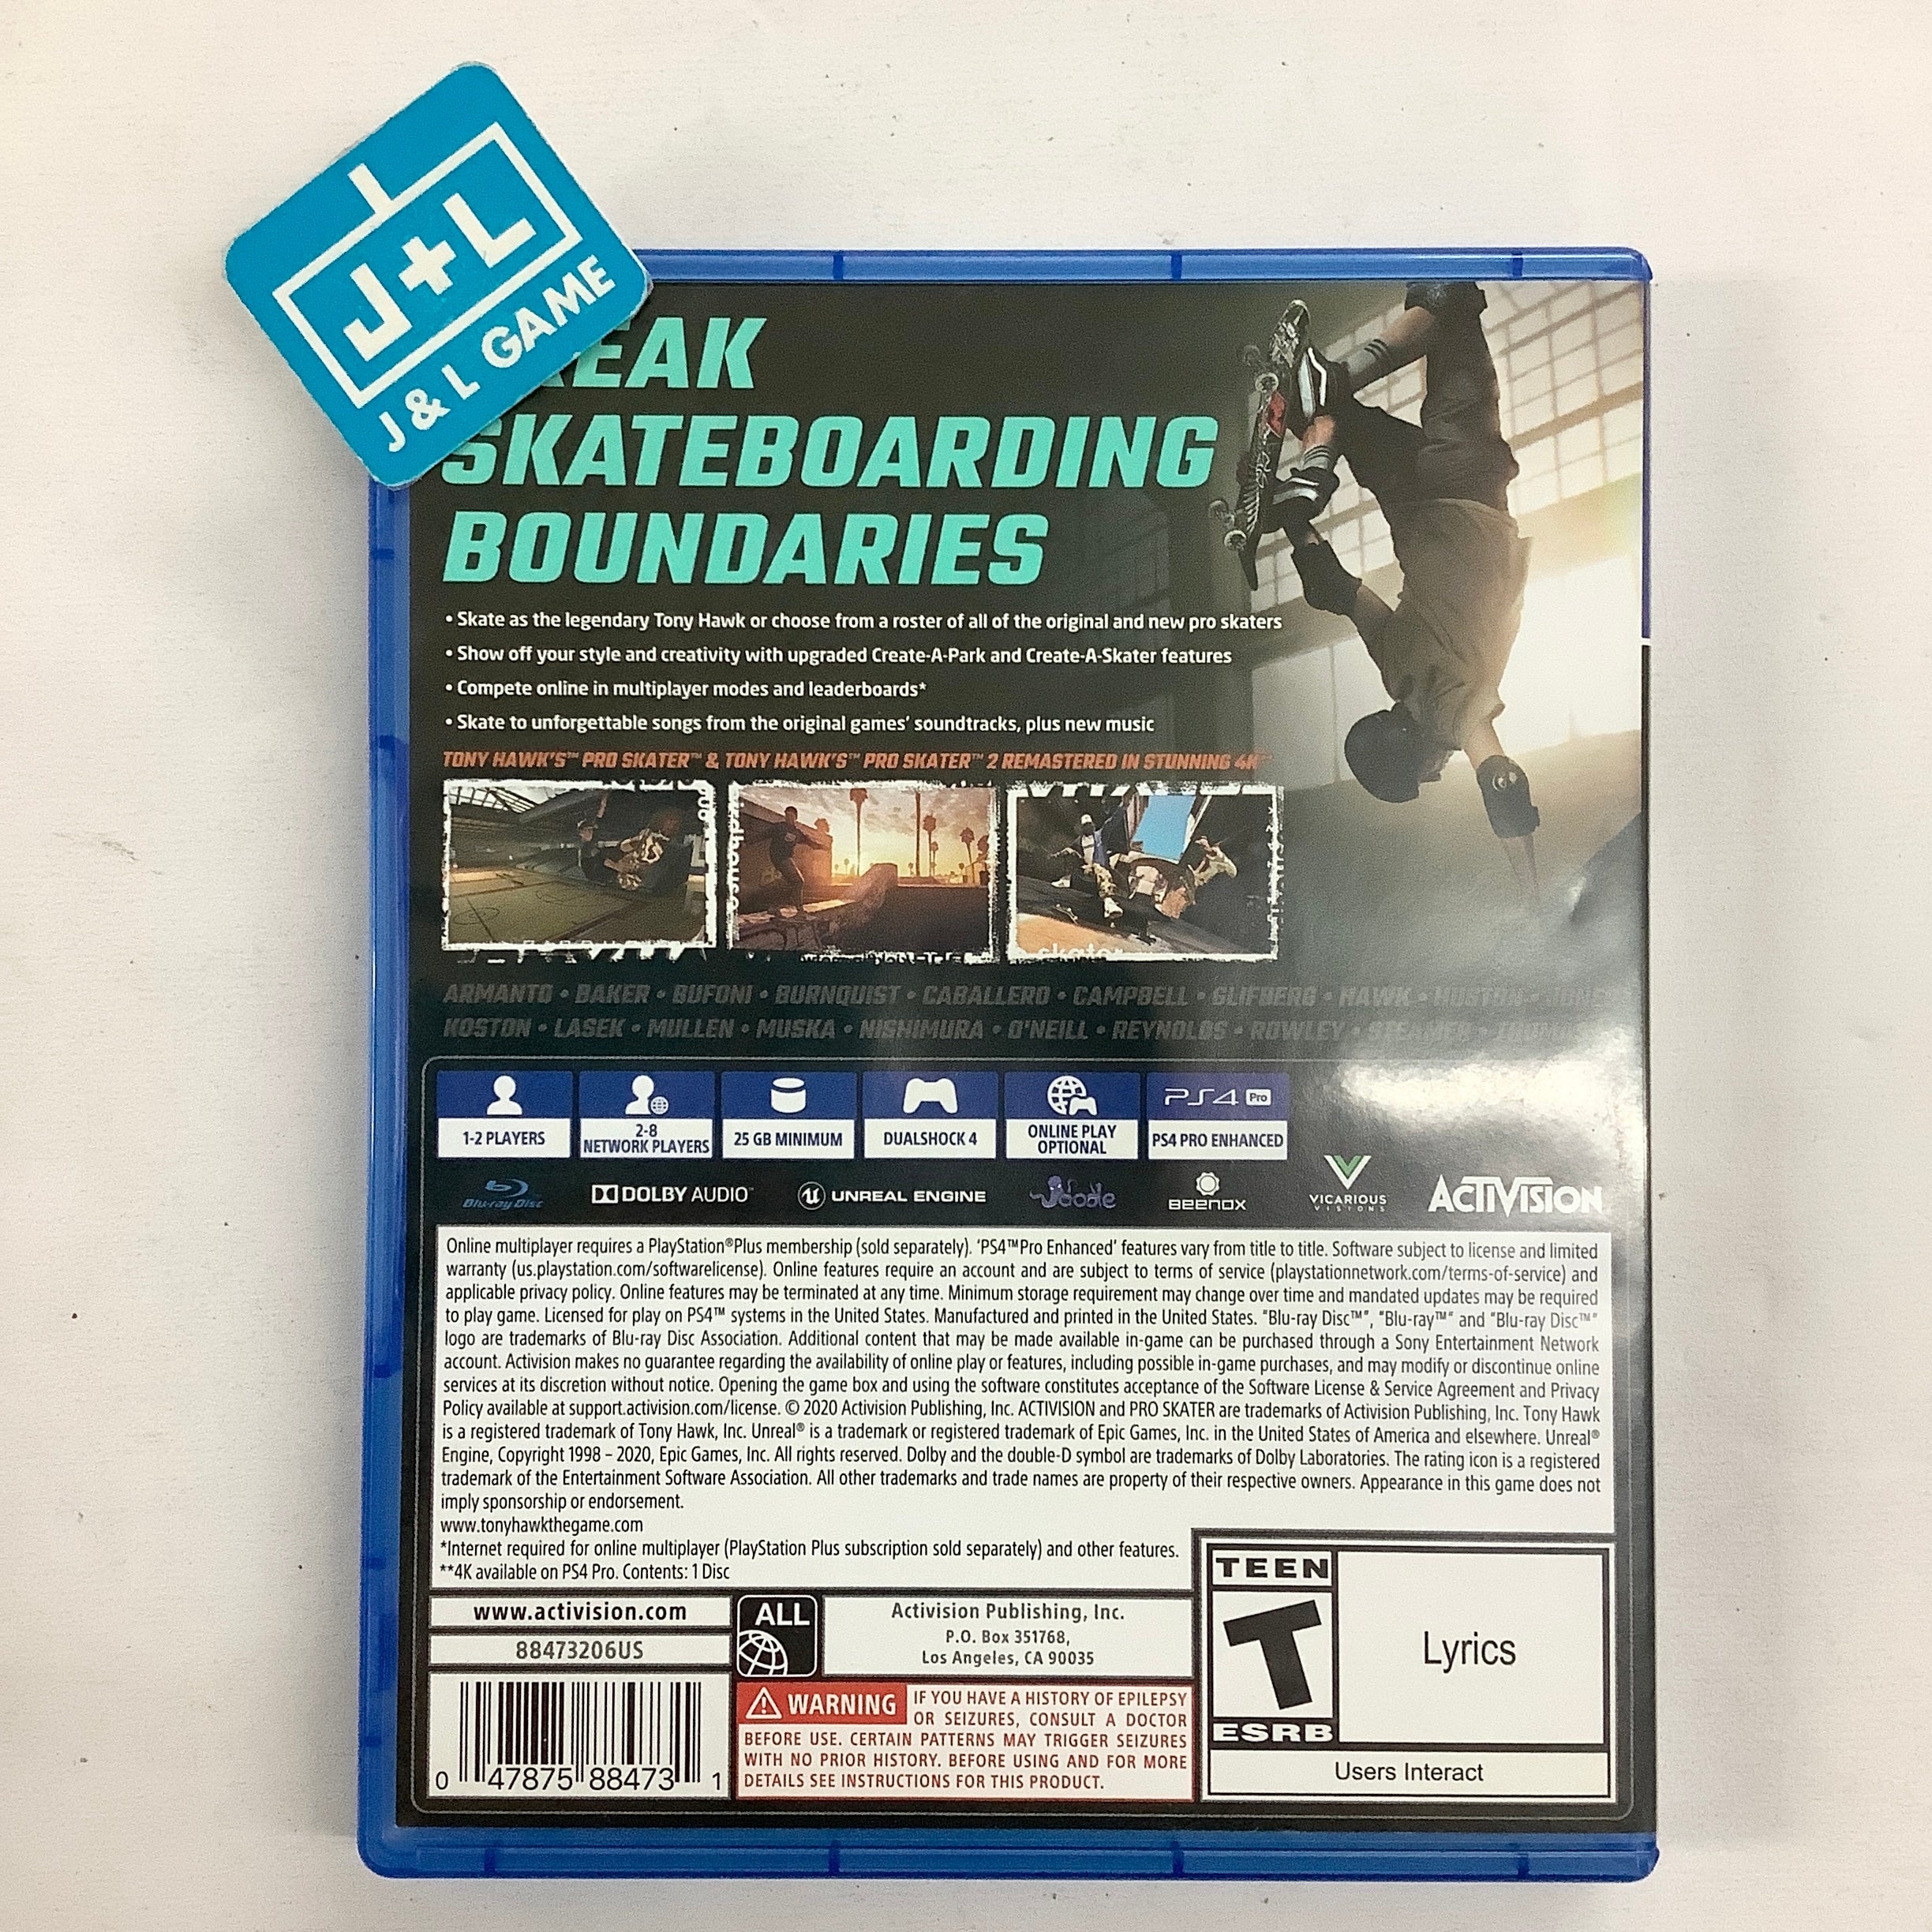 J+L
J & L GAME
EAK
SKATEBOARDING
BOUNDARIES
• Skate as the legendary Tony Hawk or choose from a roster of all of the original and new pro skaters
• Show off your style and creativity with upgraded Create-A-Park and Create-A-Skater features
• Compete online in multiplayer modes and leaderboards*
• Skate to unforgettable songs from the original games' soundtracks, plus new music
TONY HAWK'S™ PRO SKATER™ & TONY HAWK'S™ PRO SKATER™ 2 REMASTERED IN STUNNING 4K**
skater
ARMANTO • BAKER • BUFONI • BURNQUIST • CABALLERO • CAMPBELL • GLIFBERG • HAWK • HUSTON •
KOSTON • LASEK • MULLEN • MUSKA • NISHIMURA • O'NEILL • REYNOLDS • ROWLEY • STEAMER •
PS4 Pro
1-2 PLAYERS
2-8
NETWORK PLAYERS
25 GB MINIMUM
DUALSHOCK 4
ONLINE PLAY
OPTIONAL
PS4 PRO ENHANCED
Blu-ray Disc
DOLBY AUDIO™
UNREAL ENGINE
doodle
BEENOX
VICARIOUS
VISIONS
ACTIVISION
Online multiplayer requires a PlayStation®Plus membership (sold separately). 'PS4™Pro Enhanced' features vary from title to title. Software subject to license and limited
warranty (us.playstation.com/softwarelicense). Online features require an account and are subject to terms of service (playstationnetwork.com/terms-of-service) and
applicable privacy policy. Online features may be terminated at any time. Minimum storage requirement may change over time and mandated updates may be required
to play game. Licensed for play on PS4™ systems in the United States. Manufactured and printed in the United States. "Blu-ray Disc™", "Blu-ray™" and "Blu-ray Disc™"
logo are trademarks of Blu-ray Disc Association. Additional content that may be made available in-game can be purchased through a Sony Entertainment Network
account. Activision makes no guarantee regarding the availability of online play or features, including possible in-game purchases, and may modify or discontinue online
services at its discretion without notice. Opening the game box and using the software constitutes acceptance of the Software License & Service Agreement and Privacy
Policy available at support.activision.com/license. © 2020 Activision Publishing, Inc. ACTIVISION and PRO SKATER are trademarks of Activision Publishing, Inc. Tony Hawk
is a registered trademark of Tony Hawk, Inc. Unreal® is a trademark or registered trademark of Epic Games, Inc. in the United States of America and elsewhere. Unreal®
Engine, Copyright 1998 – 2020, Epic Games, Inc. All rights reserved. Dolby and the double-D symbol are trademarks of Dolby Laboratories. The rating icon is a registered
trademark of the Entertainment Software Association. All other trademarks and trade names are property of their respective owners. Appearance in this game does not
imply sponsorship or endorsement.
www.tonyhawkthegame.com
*Internet required for online multiplayer (PlayStation Plus subscription sold separately) and other features.
**4K available on PS4 Pro. Contents: 1 Disc
www.activision.com
88473206US
ALL
Activision Publishing, Inc.
P.O. Box 351768,
Los Angeles, CA 90035
WARNING IF YOU HAVE A HISTORY OF EPILEPSY
OR SEIZURES, CONSULT A DOCTOR
BEFORE USE. CERTAIN PATTERNS MAY TRIGGER SEIZURES
WITH NO PRIOR HISTORY. BEFORE USING AND FOR MORE
DETAILS SEE INSTRUCTIONS FOR THIS PRODUCT.
0 47875 88473 1
TEEN
T
ESRB
Lyrics
Users Interact